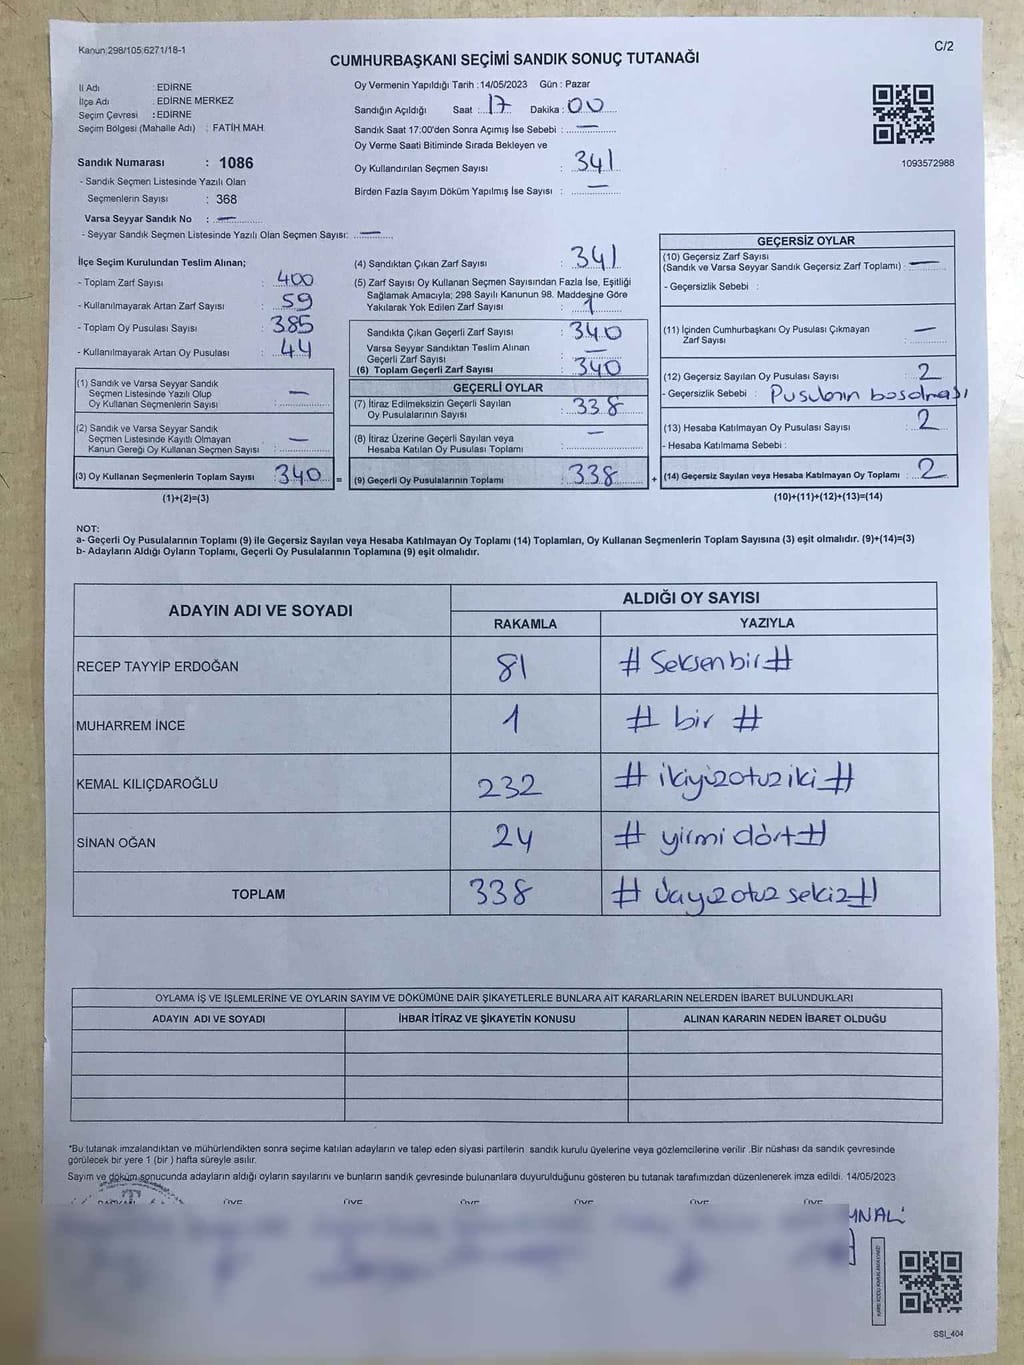 Kanun:298/105;6271/18-1
C/2
CUMHURBAŞKANI SEÇİMİ SANDIK SONUÇ TUTANAĞI
İl Adı : EDİRNE
İlçe Adı : EDİRNE MERKEZ
Seçim Çevresi : EDİRNE
Seçim Bölgesi (Mahalle Adı) : FATİH MAH.
Sandık Numarası : 1086
- Sandık Seçmen Listesinde Yazılı Olan
Seçmenlerin Sayısı : 368
Varsa Seyyar Sandık No : —
- Seyyar Sandık Seçmen Listesinde Yazılı Olan Seçmen Sayısı: —
Oy Vermenin Yapıldığı Tarih : 14/05/2023 Gün : Pazar
Sandığın Açıldığı Saat : 17 Dakika : 00
Sandık Saat 17:00'den Sonra Açımış İse Sebebi : —
Oy Verme Saati Bitiminde Sırada Bekleyen ve
Oy Kullandırılan Seçmen Sayısı : 341
Birden Fazla Sayım Döküm Yapılmış İse Sayısı : —
1093572988
İlçe Seçim Kurulundan Teslim Alınan;
- Toplam Zarf Sayısı : 400
- Kullanılmayarak Artan Zarf Sayısı : 59
- Toplam Oy Pusulası Sayısı : 385
- Kullanılmayarak Artan Oy Pusulası : 44
(1) Sandık ve Varsa Seyyar Sandık
Seçmen Listesinde Yazılı Olup
Oy Kullanan Seçmenlerin Sayısı : —
(2) Sandık ve Varsa Seyyar Sandık
Seçmen Listesinde Kayıtlı Olmayan
Kanun Gereği Oy Kullanan Seçmen Sayısı : —
(3) Oy Kullanan Seçmenlerin Toplam Sayısı : 340 =
(1)+(2)=(3)
(4) Sandıktan Çıkan Zarf Sayısı : 341
(5) Zarf Sayısı Oy Kullanan Seçmen Sayısından Fazla İse, Eşitliği
Sağlamak Amacıyla; 298 Sayılı Kanunun 98. Maddesine Göre
Yakılarak Yok Edilen Zarf Sayısı : 1
Sandıkta Çıkan Geçerli Zarf Sayısı : 340
Varsa Seyyar Sandıktan Teslim Alınan
Geçerli Zarf Sayısı : —
(6) Toplam Geçerli Zarf Sayısı : 340
GEÇERLİ OYLAR
(7) İtiraz Edilmeksizin Geçerli Sayılan
Oy Pusulalarının Sayısı : 338
(8) İtiraz Üzerine Geçerli Sayılan veya
Hesaba Katılan Oy Pusulası Toplamı : —
(9) Geçerli Oy Pusulalarının Toplamı : 338 +
GEÇERSİZ OYLAR
(10) Geçersiz Zarf Sayısı
(Sandık ve Varsa Seyyar Sandık Geçersiz Zarf Toplamı) : —
- Geçersizlik Sebebi :
(11) İçinden Cumhurbaşkanı Oy Pusulası Çıkmayan
Zarf Sayısı : —
(12) Geçersiz Sayılan Oy Pusulası Sayısı : 2
- Geçersizlik Sebebi : Pusulanın
(13) Hesaba Katılmayan Oy Pusulası Sayısı : 2
- Hesaba Katılmama Sebebi :
(14) Geçersiz Sayılan veya Hesaba Katılmayan Oy Toplamı : 2
(10)+(11)+(12)+(13)=(14)
NOT:
a- Geçerli Oy Pusulalarının Toplamı (9) ile Geçersiz Sayılan veya Hesaba Katılmayan Oy Toplamı (14) Toplamları, Oy Kullanan Seçmenlerin Toplam Sayısına (3) eşit olmalıdır. (9)+(14)=(3)
b- Adayların Aldığı Oyların Toplamı, Geçerli Oy Pusulalarının Toplamına (9) eşit olmalıdır.
ADAYIN ADI VE SOYADI
ALDIĞI OY SAYISI
RAKAMLA YAZIYLA
RECEP TAYYİP ERDOĞAN 81 # Seksenbir #
MUHARREM İNCE 1 # bir #
KEMAL KILIÇDAROĞLU 232 # ikiyüzotuziki #
SİNAN OĞAN 24 # yirmi dört #
TOPLAM 338 # üçyüzotuz sekiz #
OYLAMA İŞ VE İŞLEMLERİNE VE OYLARIN SAYIM VE DÖKÜMÜNE DAİR ŞİKAYETLERLE BUNLARA AİT KARARLARIN NELERDEN İBARET BULUNDUKLARI
ADAYIN ADI VE SOYADI İHBAR İTİRAZ VE ŞİKAYETİN KONUSU ALINAN KARARIN NEDEN İBARET OLDUĞU
*Bu tutanak imzalandıktan ve mühürlendikten sonra seçime katılan adayların ve talep eden siyasi partilerin sandık kurulu üyelerine veya gözlemcilerine verilir .Bir nüshası da sandık çevresinde
görülecek bir yere 1 (bir ) hafta süreyle asılır.
Sayım ve döküm sonucunda adayların aldığı oyların sayılarını ve bunların sandık çevresinde bulunanlara duyurulduğunu gösteren bu tutanak tarafımızdan düzenlenerek imza edildi. 14/05/2023
ÜYE ÜYE ÜYE ÜYE ÜYE ÜYE
SSI_404